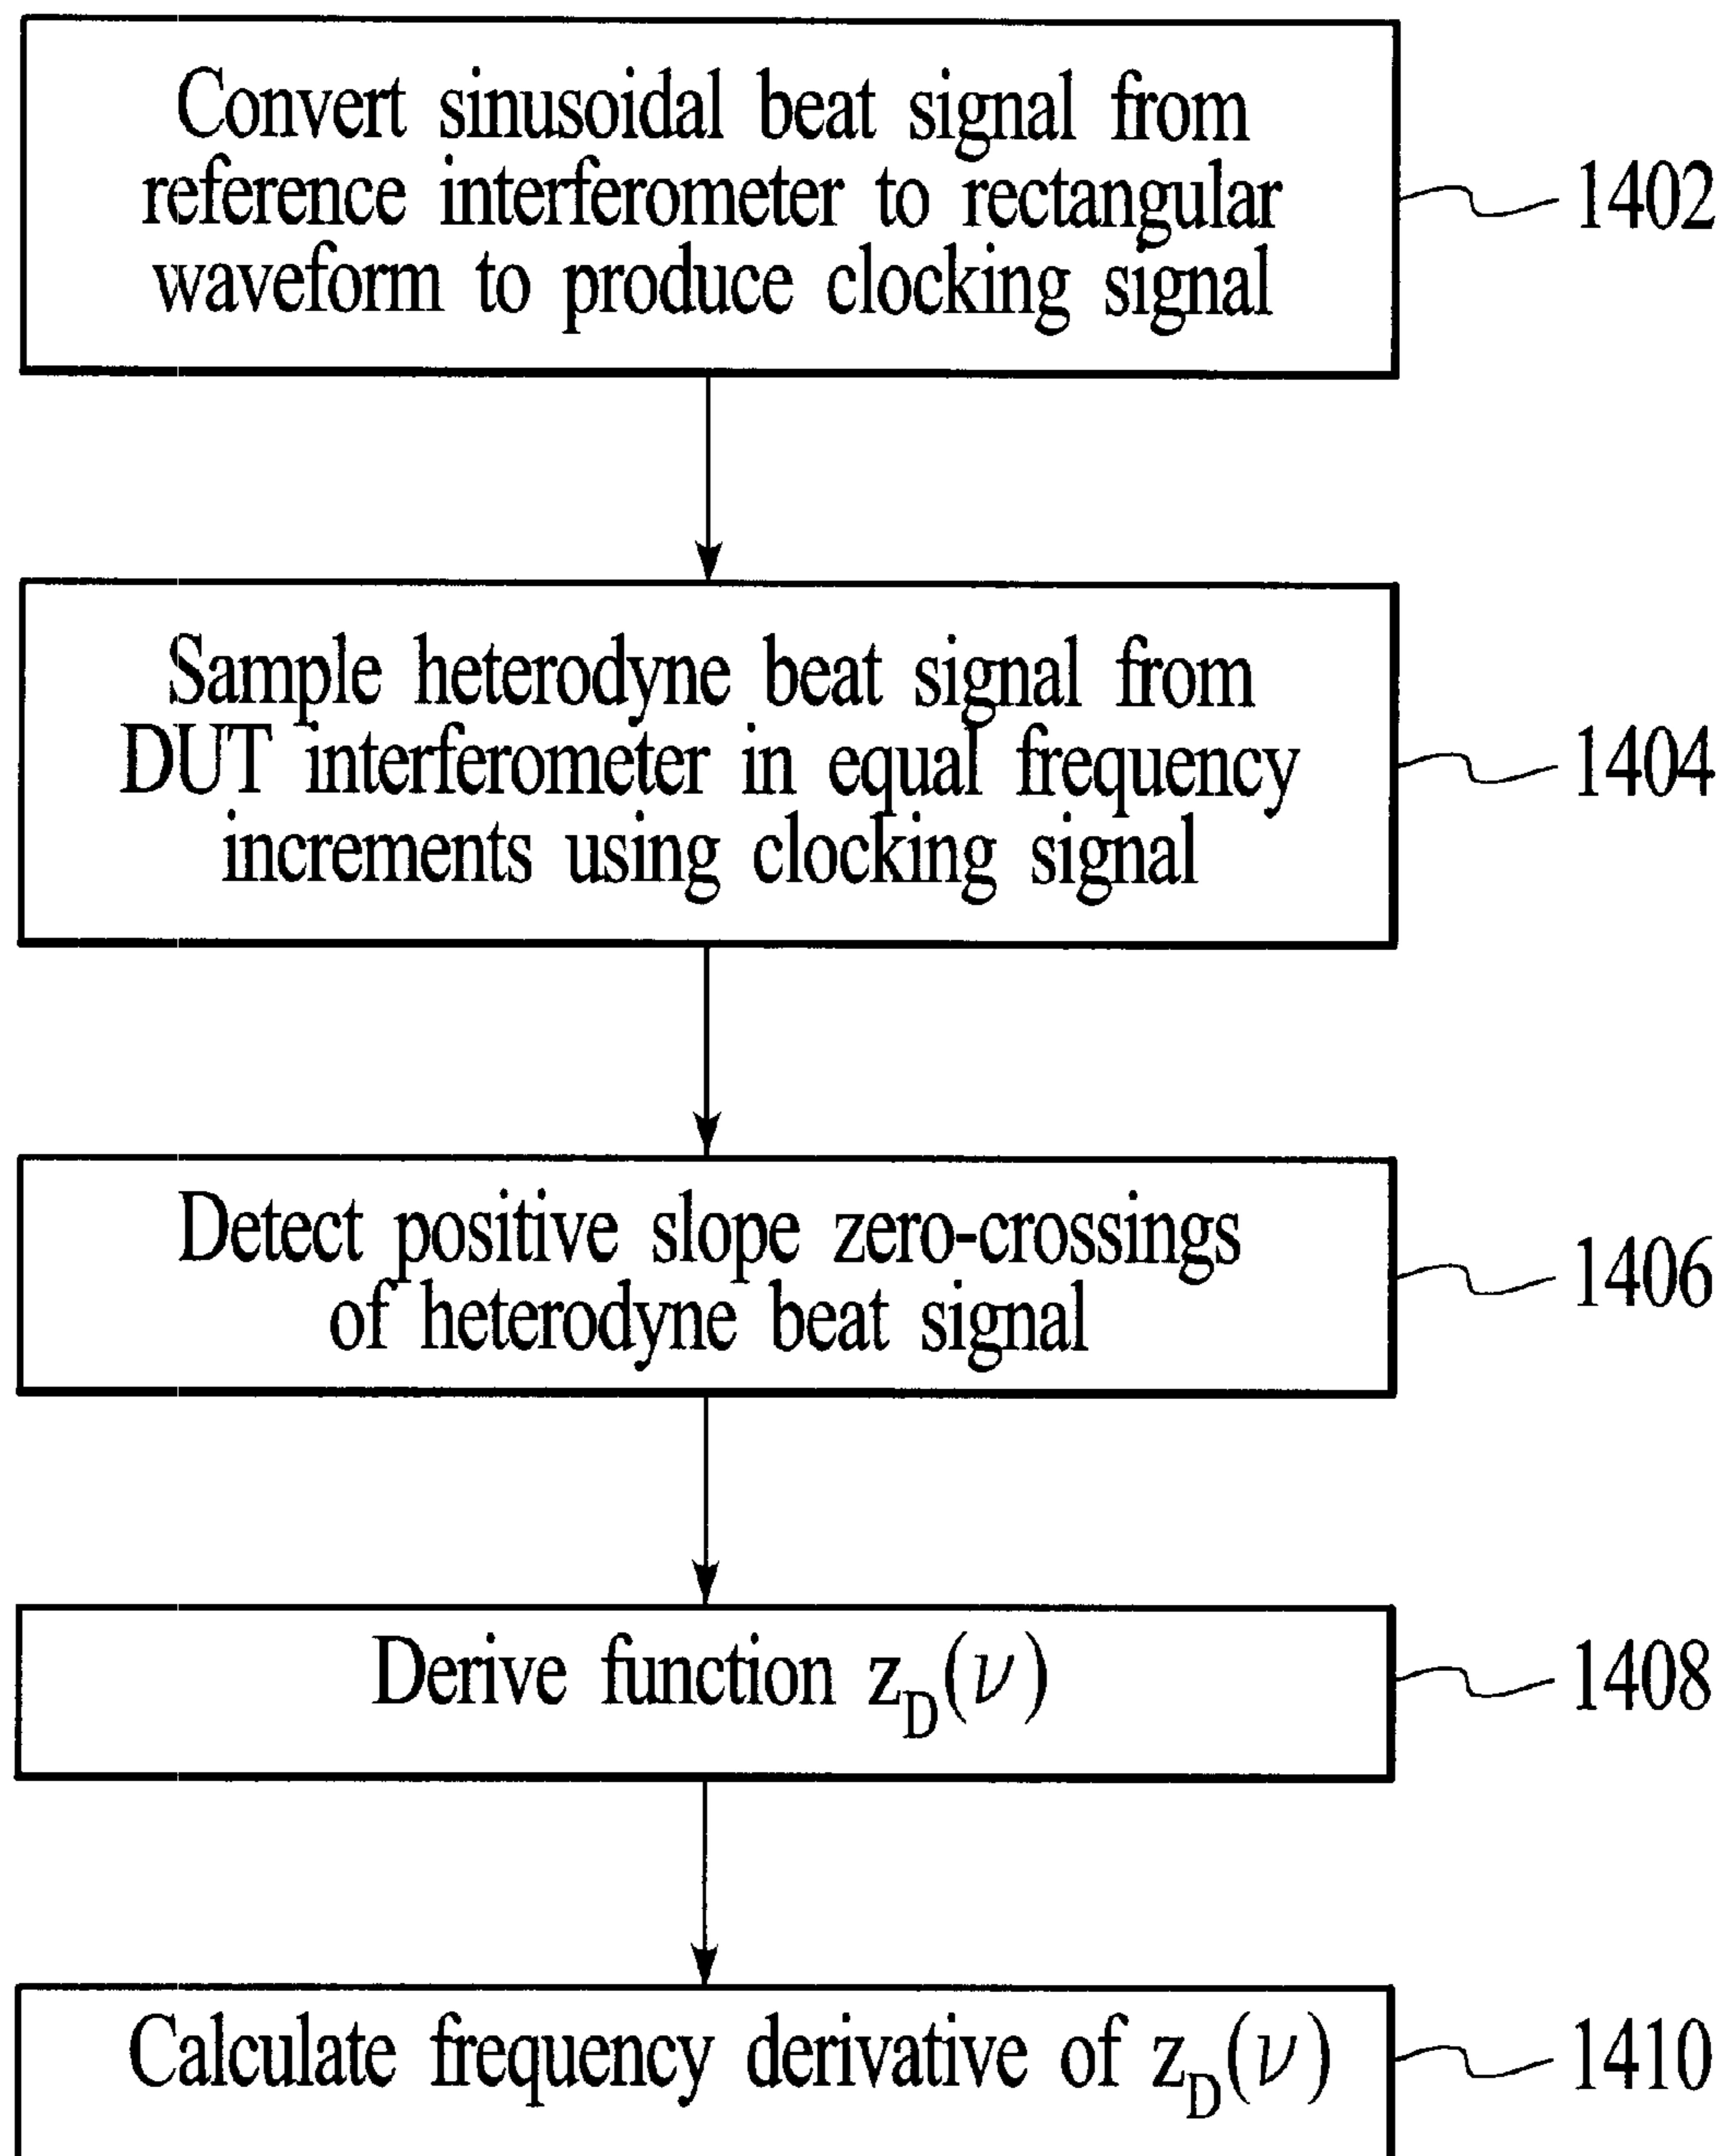 Convert sinusoidal beat signal from
reference interferometer to rectangular
waveform to produce clocking signal
1402
Sample heterodyne beat signal from
DUT interferometer in equal frequency
increments using clocking signal
1404
Detect positive slope zero-crossings
of heterodyne beat signal
1406
Derive function z_D(ν)
1408
Calculate frequency derivative of z_D(ν)
1410